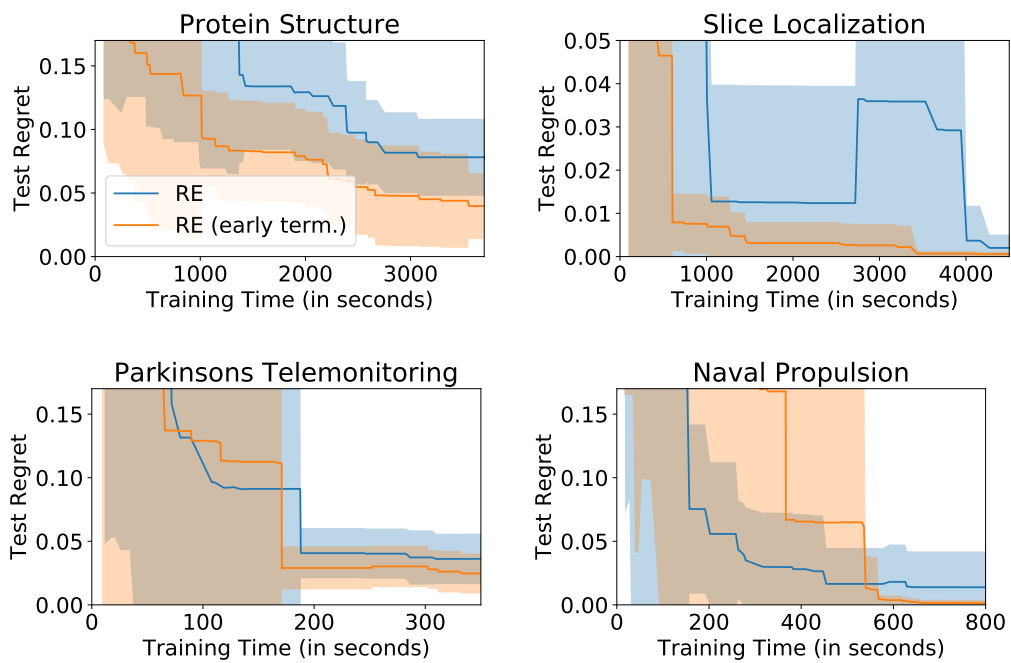 Protein Structure
Test Regret
0.15
0.10
0.05
0.00
RE
RE (early term.)
0 1000 2000 3000
Training Time (in seconds)
Slice Localization
Test Regret
0.05
0.04
0.03
0.02
0.01
0.00
0 1000 2000 3000 4000
Training Time (in seconds)
Parkinsons Telemonitoring
Test Regret
0.15
0.10
0.05
0.00
0 100 200 300
Training Time (in seconds)
Naval Propulsion
Test Regret
0.15
0.10
0.05
0.00
0 200 400 600 800
Training Time (in seconds)